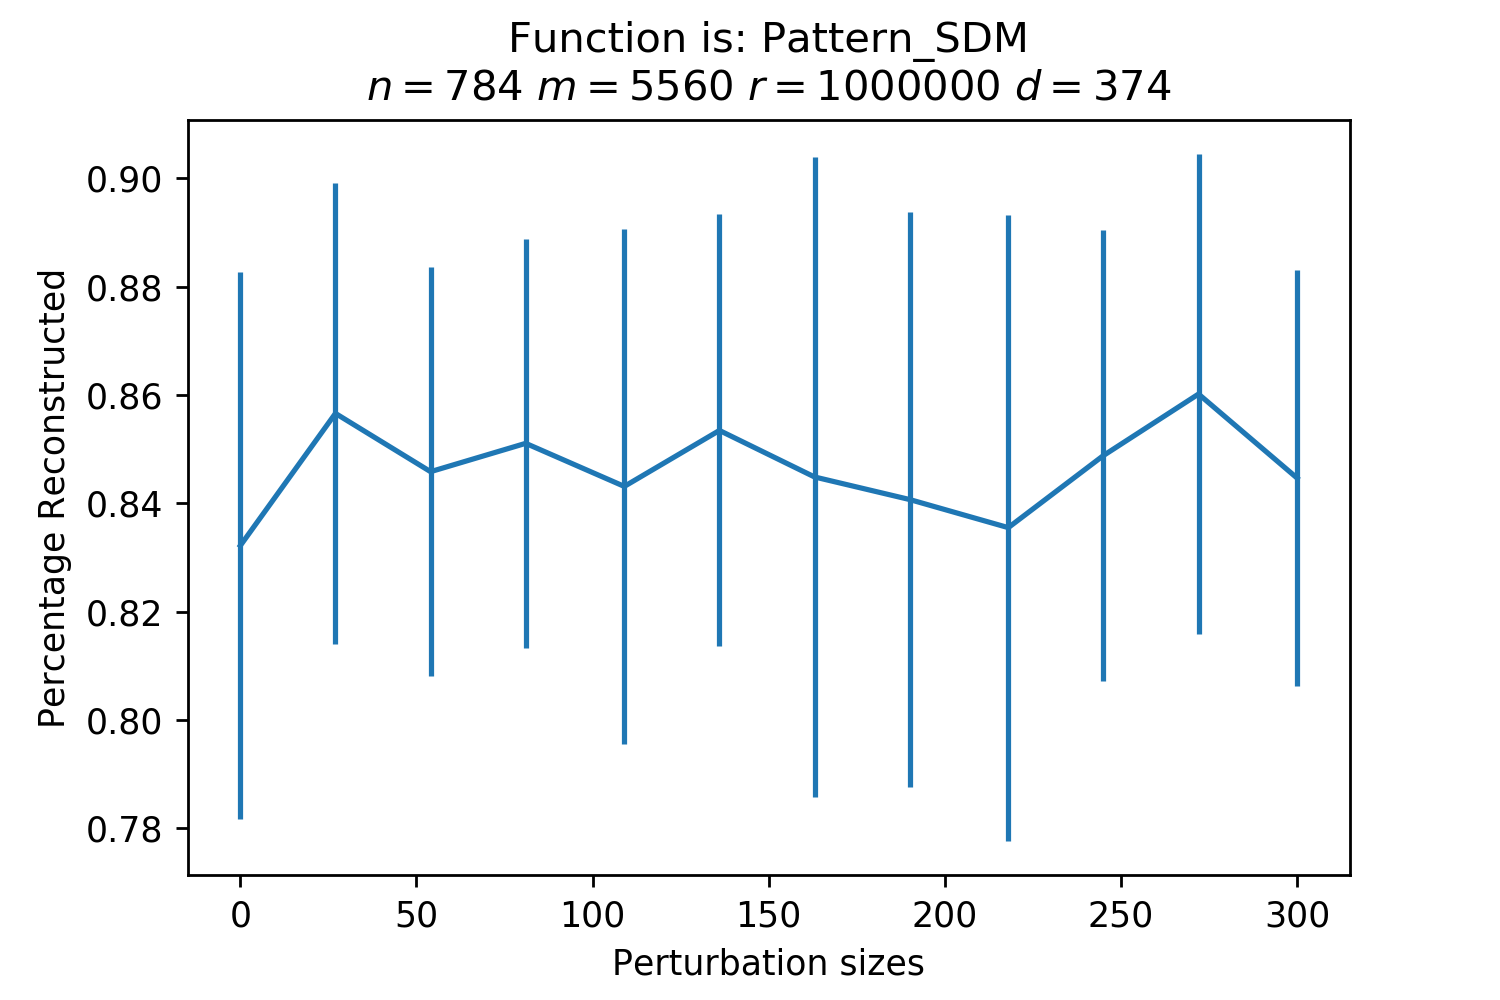 Function is: Pattern_SDM
n = 784 m = 5560 r = 1000000 d = 374
Percentage Reconstructed
0.90
0.88
0.86
0.84
0.82
0.80
0.78
0 50 100 150 200 250 300
Perturbation sizes